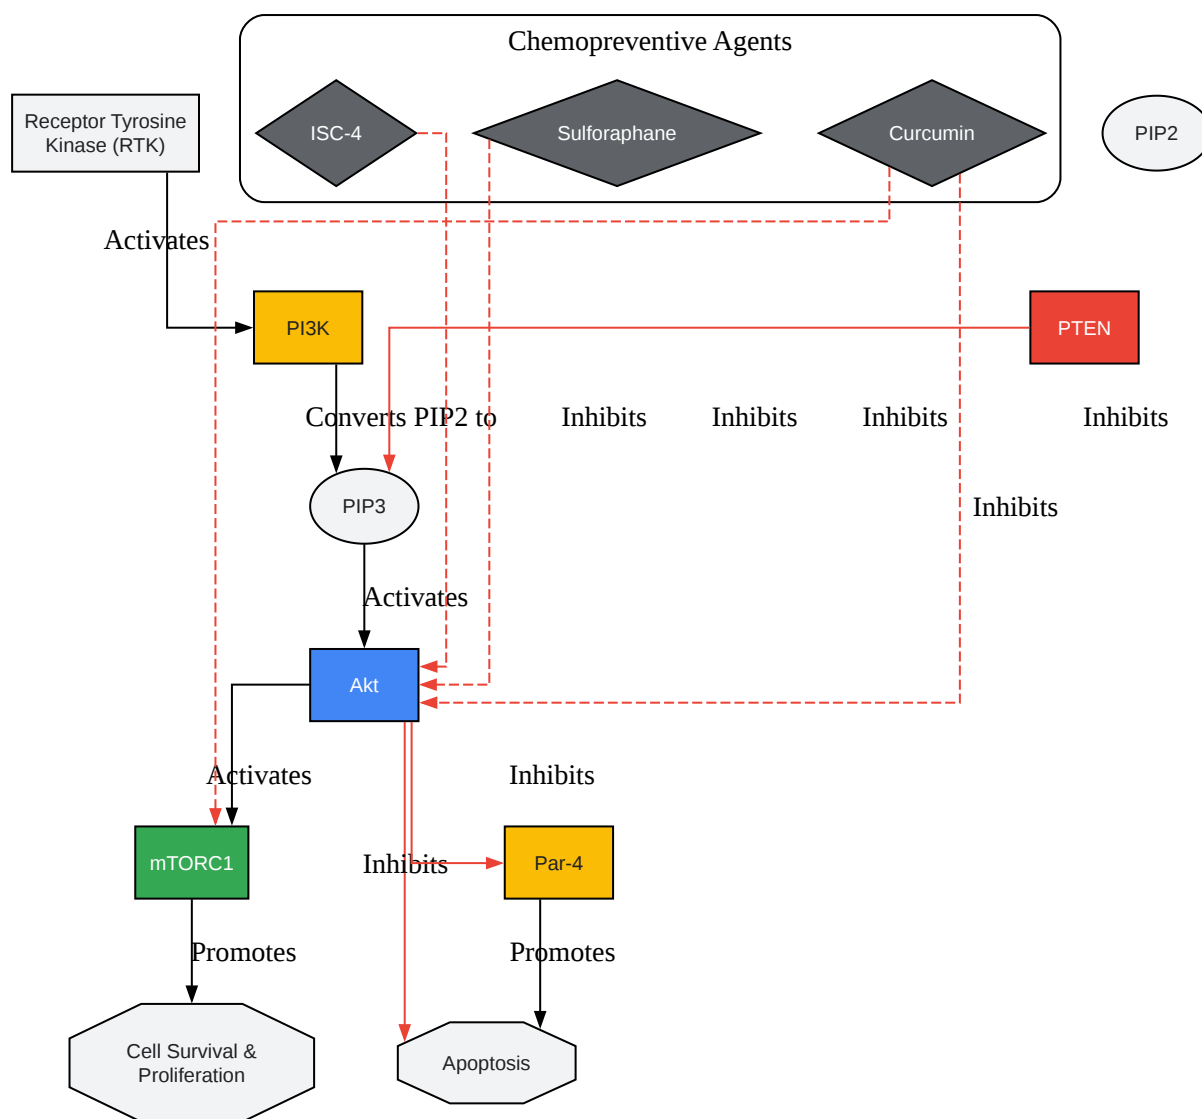 Chemopreventive Agents
Receptor Tyrosine
Kinase (RTK)
ISC-4
Sulforaphane
Curcumin
PIP2
Activates
PI3K
PTEN
Converts PIP2 to
Inhibits
Inhibits
Inhibits
Inhibits
PIP3
Inhibits
Activates
Akt
Activates
Inhibits
mTORC1
Inhibits
Par-4
Promotes
Promotes
Cell Survival &
Proliferation
Apoptosis